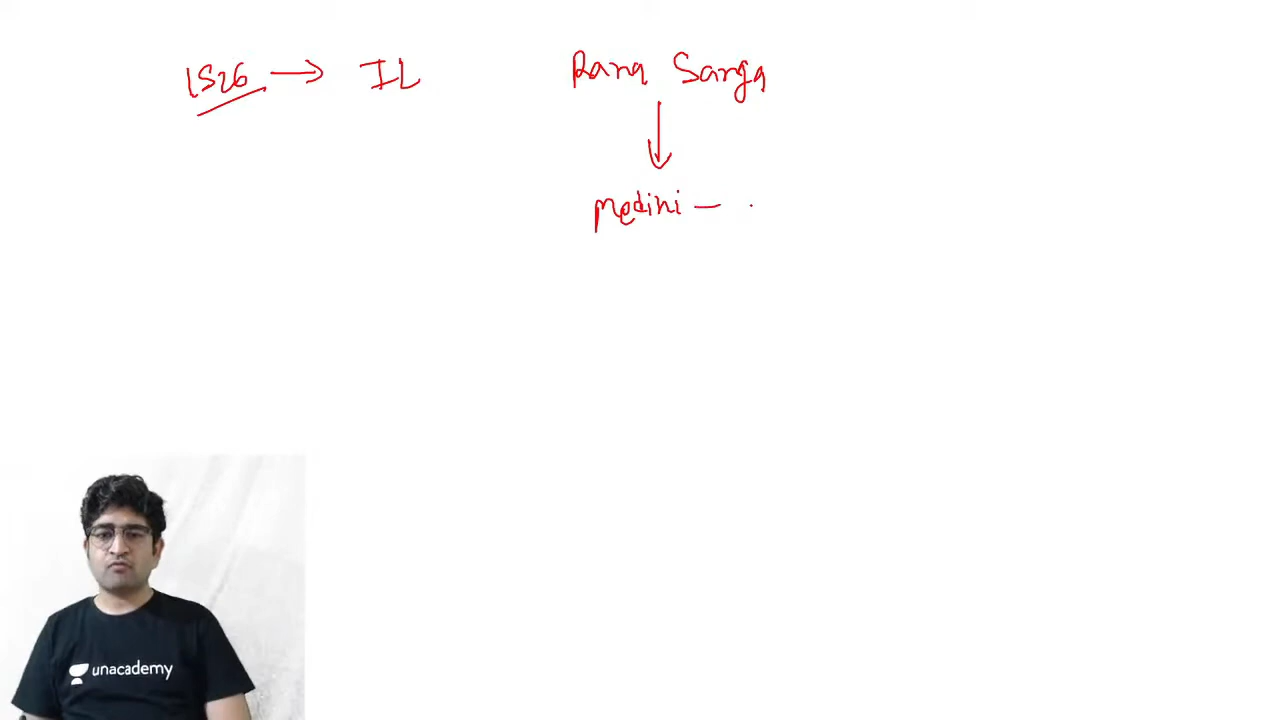 1526 → IL
Rana Sanga
↓
Medini —
unacademy